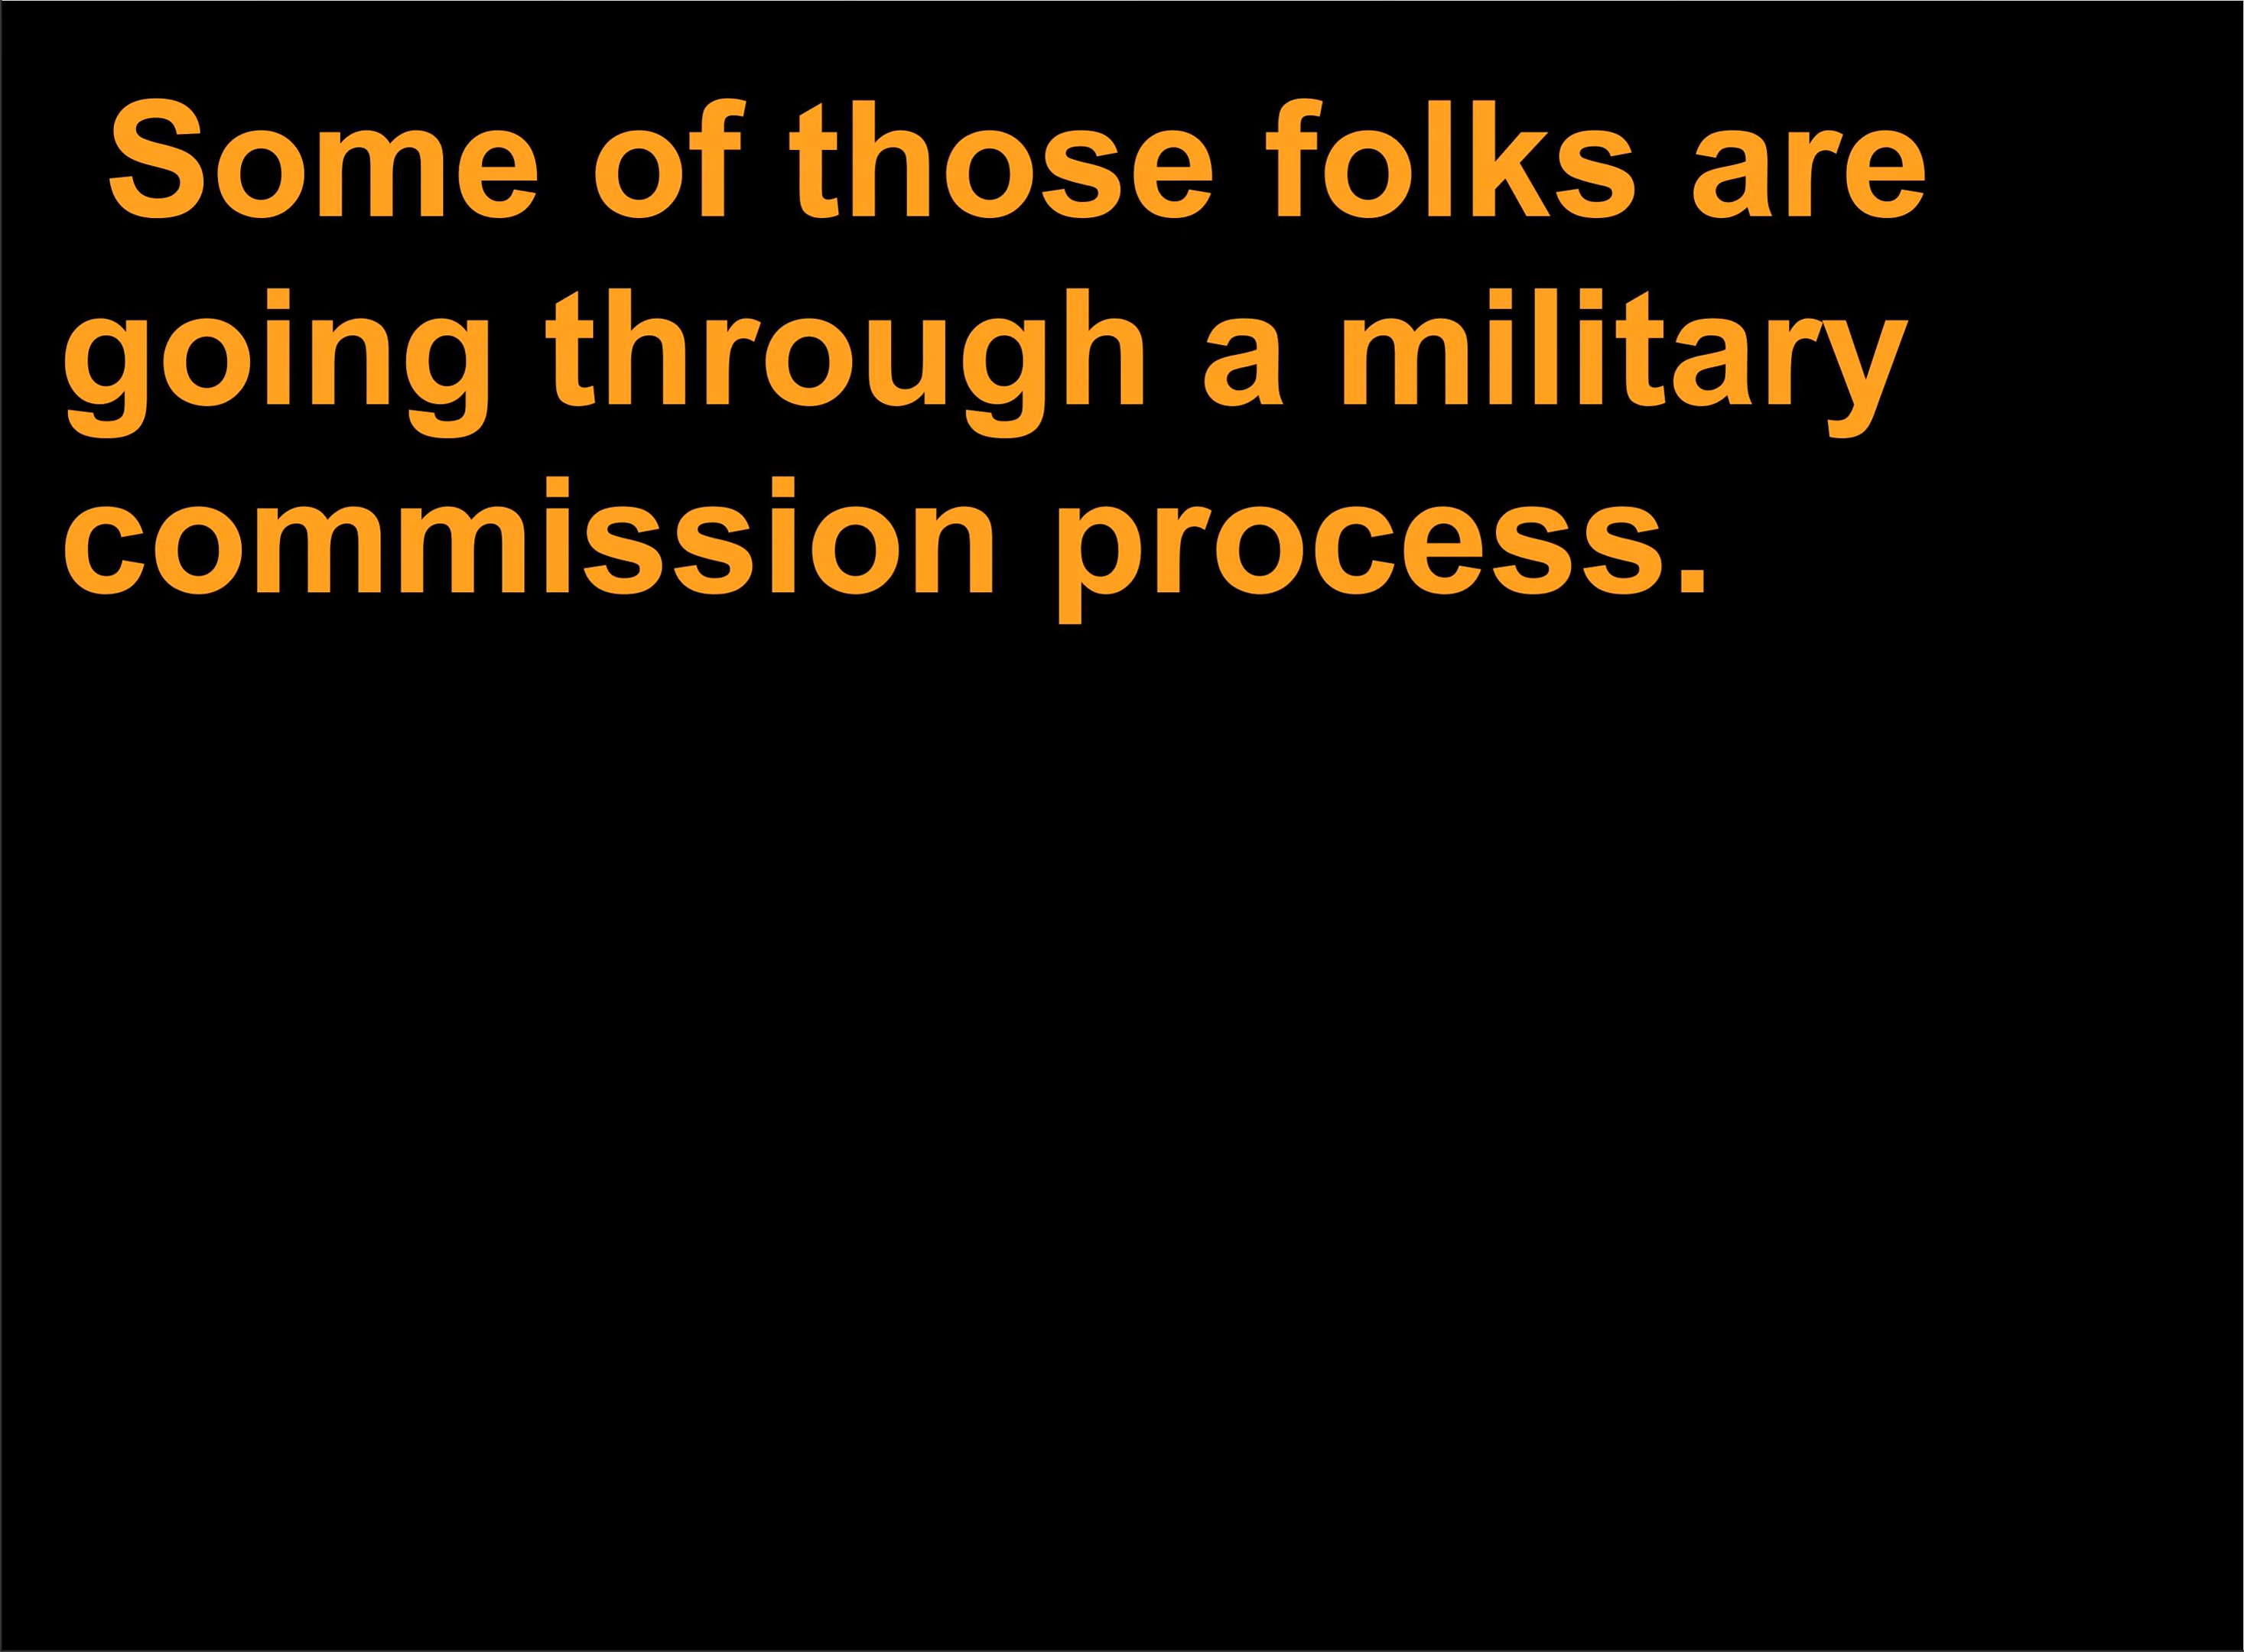 Some of those folks are
going through a military
commission process.